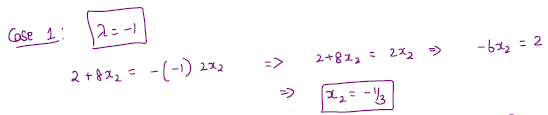 Case 1: λ = -1
2 + 8x₂ = -(-1) 2x₂ => 2 + 8x₂ = 2x₂ => -6x₂ = 2
=> x₂ = -1/3